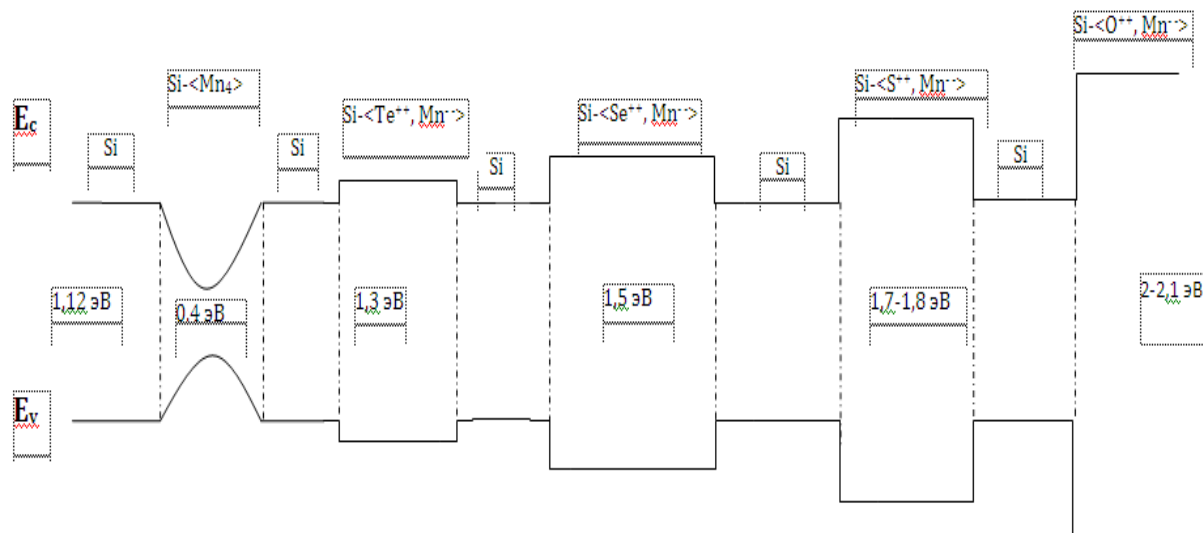 Si-<O⁺⁺, Mn⁻⁻>
Si-<Mn₄>
Si-<S⁺⁺, Mn⁻⁻>
Si-<Te⁺⁺, Mn⁻⁻>
Si-<Se⁺⁺, Mn⁻⁻>
Ec
Si
Si
Si
Si
Si
1,12 эВ
0.4 эВ
1,3 эВ
1,5 эВ
1,7-1,8 эВ
2-2,1 эВ
Ev